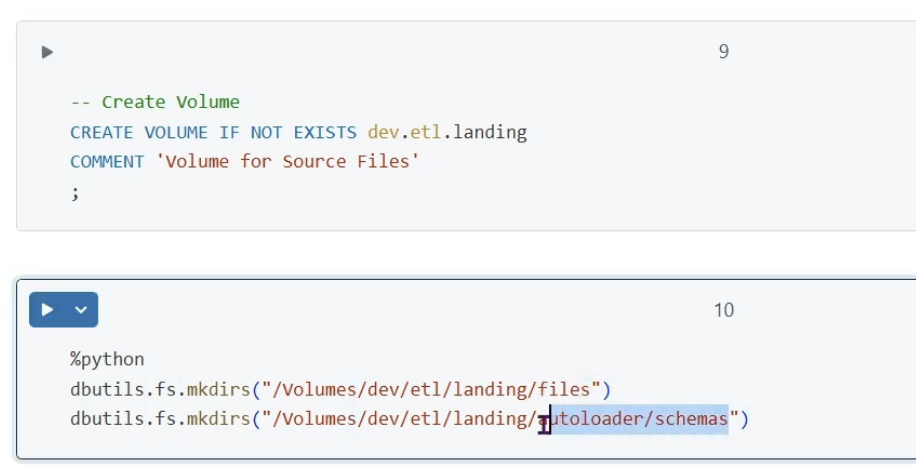 9
-- Create Volume
CREATE VOLUME IF NOT EXISTS dev.etl.landing
COMMENT 'Volume for Source Files'
;
10
%python
dbutils.fs.mkdirs("/Volumes/dev/etl/landing/files")
dbutils.fs.mkdirs("/Volumes/dev/etl/landing/autoloader/schemas")